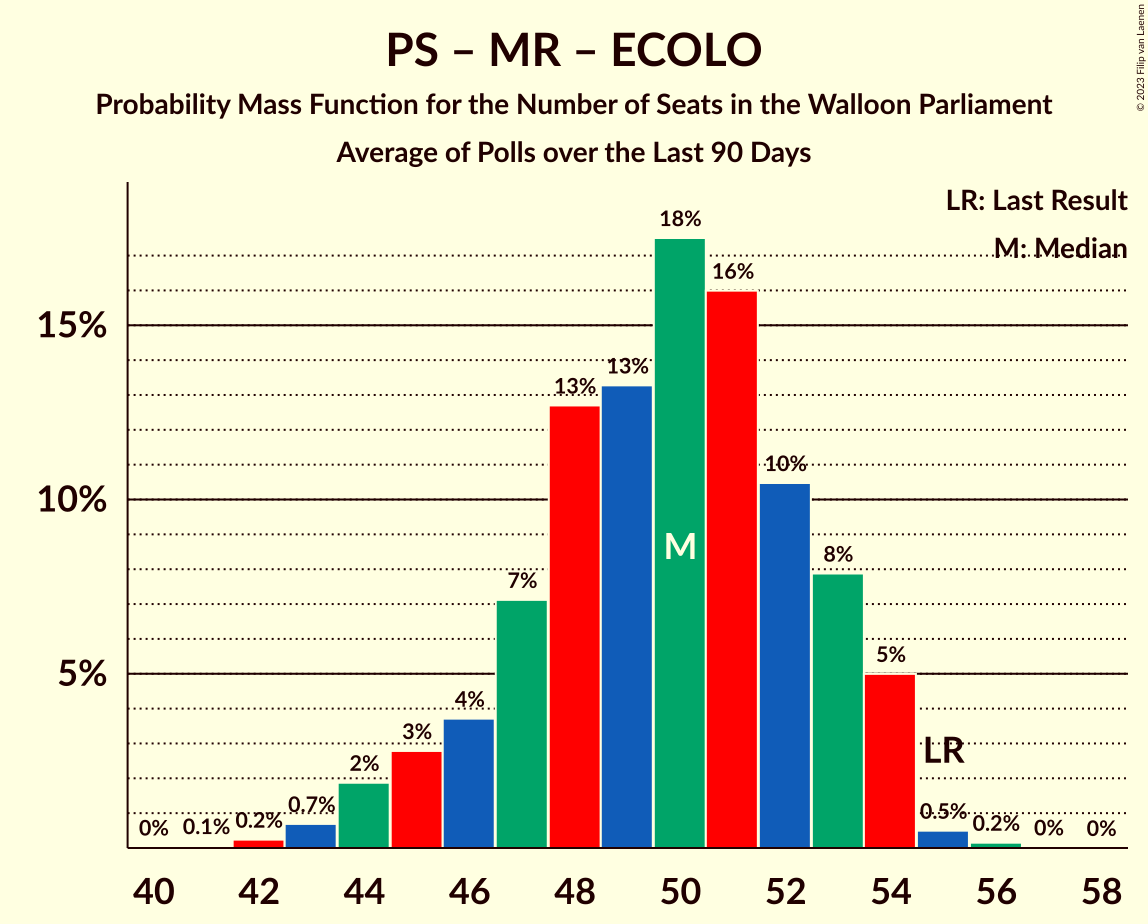 PS – MR – ECOLO
Probability Mass Function for the Number of Seats in the Walloon Parliament
Average of Polls over the Last 90 Days
© 2023 Filip van Laenen
LR: Last Result
M: Median
15%
10%
5%
0%
0.1%
0.2%
0.7%
2%
3%
4%
7%
13%
13%
18%
16%
10%
8%
5%
0.5%
0.2%
0%
0%
M
LR
40 42 44 46 48 50 52 54 56 58